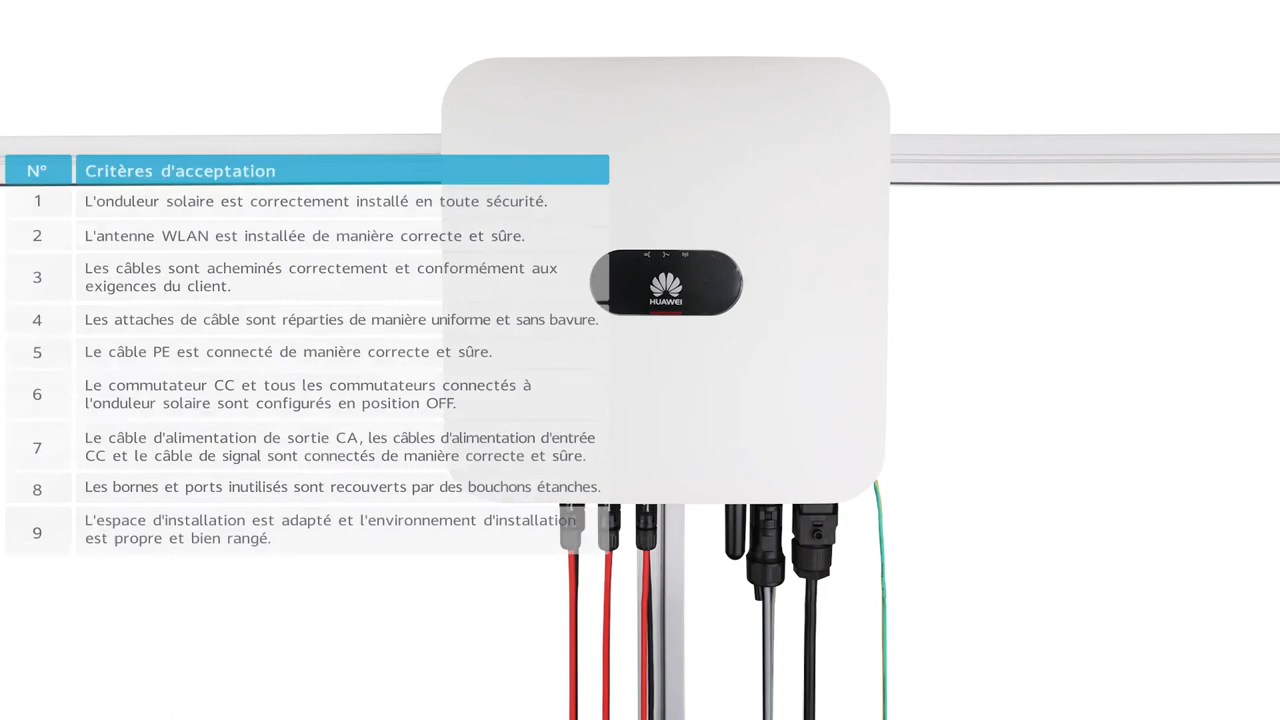 N°
Critères d'acceptation
1
L'onduleur solaire est correctement installé en toute sécurité.
2
L'antenne WLAN est installée de manière correcte et sûre.
3
Les câbles sont acheminés correctement et conformément aux
exigences du client.
4
Les attaches de câble sont réparties de manière uniforme et sans bavure.
5
Le câble PE est connecté de manière correcte et sûre.
6
Le commutateur CC et tous les commutateurs connectés à
l'onduleur solaire sont configurés en position OFF.
7
Le câble d'alimentation de sortie CA, les câbles d'alimentation d'entrée
CC et le câble de signal sont connectés de manière correcte et sûre.
8
Les bornes et ports inutilisés sont recouverts par des bouchons étanches.
9
L'espace d'installation est adapté et l'environnement d'installation
est propre et bien rangé.
HUAWEI